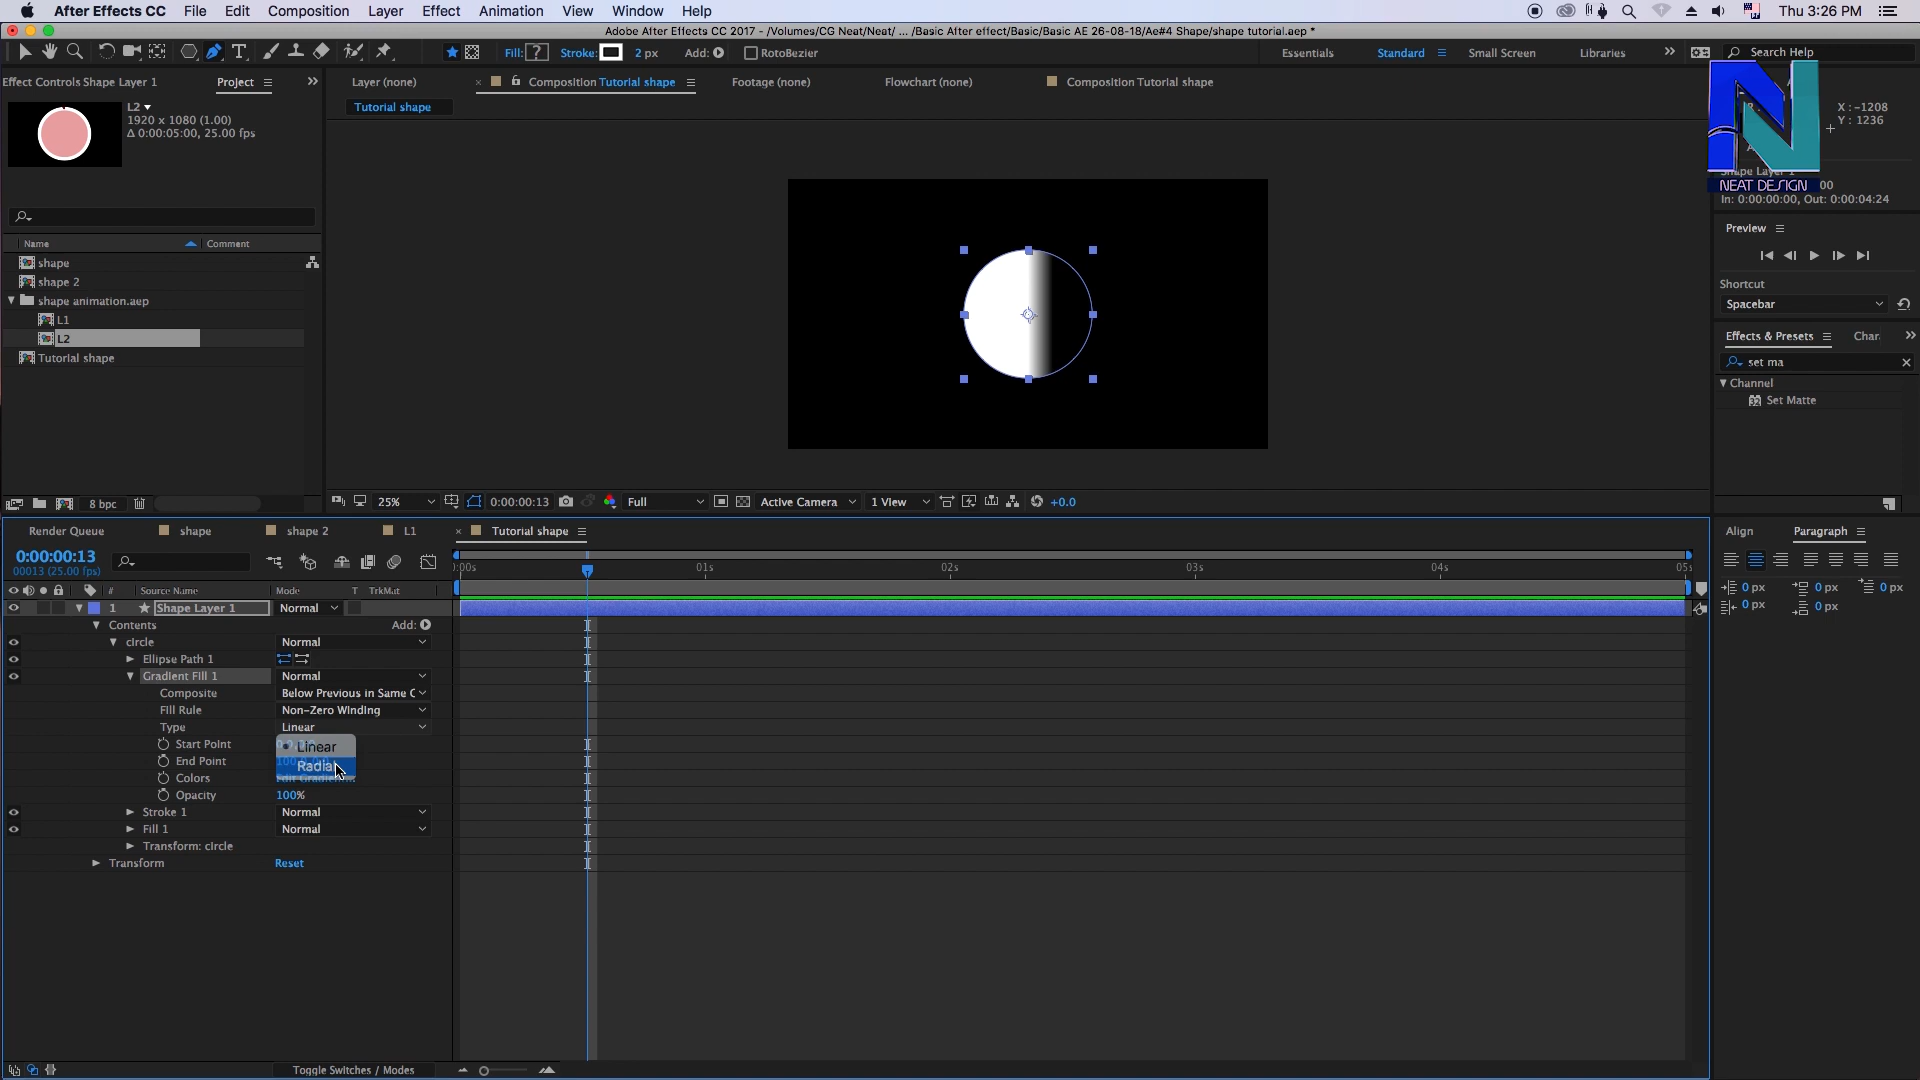 After Effects CC File Edit Composition Layer Effect Animation View Window Help Thu 3:26 PM
Adobe After Effects CC 2017 - /Volumes/CG Neat/Neat/ ... /Basic After effect/Basic/Basic AE 26-08-18/Ae#4 Shape/shape tutorial.aep *
Fill: ? Stroke: 2 px Add: RotoBezier Essentials Standard Small Screen Libraries Search Help
Effect Controls Shape Layer 1 Project Layer (none) Composition Tutorial shape Footage (none) Flowchart (none) Composition Tutorial shape
Tutorial shape
L2
1920 x 1080 (1.00)
Δ 0:00:05:00, 25.00 fps
X : -1208
Y : 1236
NEAT DESIGN
Shape Layer 1
In: 0:00:00:00, Out: 0:00:04:24
Name Comment
shape
shape 2
shape animation.aep
L1
L2
Tutorial shape
Preview
Shortcut
Spacebar
Effects & Presets
set ma
Channel
32 Set Matte
8 bpc
25% 0:00:00:13 Full Active Camera 1 View +0.0
Render Queue shape shape 2 L1 Tutorial shape
Align Paragraph
0:00:00:13
00013 (25.00 fps)
:00s 01s 02s 03s 04s 05s
0 px 0 px 0 px
0 px 0 px
# Source Name Mode T TrkMat
1 Shape Layer 1 Normal
Contents Add:
circle Normal
Ellipse Path 1
Gradient Fill 1 Normal
Composite Below Previous in Same C
Fill Rule Non-Zero Winding
Type Linear
Start Point
Linear
End Point
Radial
Colors
Opacity 100%
Stroke 1 Normal
Fill 1 Normal
Transform: circle
Transform Reset
Toggle Switches / Modes